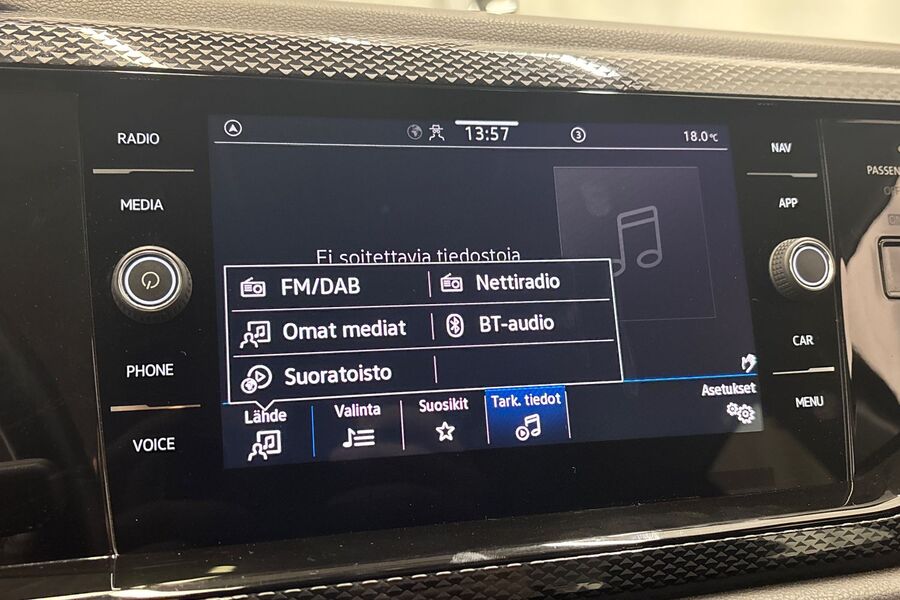 RADIO
MEDIA
PHONE
VOICE
13:57
3
18.0°C
Ei soitettavia tiedostoja
FM/DAB
Nettiradio
Omat mediat
BT-audio
Suoratoisto
Lähde
Valinta
Suosikit
Tark. tiedot
Asetukset
NAV
APP
CAR
MENU
PASSEN